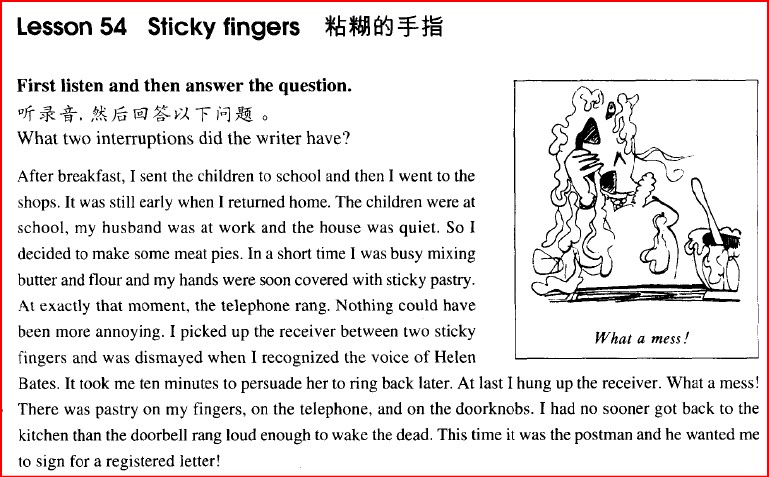 Lesson 54 Sticky fingers 粘糊的手指
First listen and then answer the question.
听录音，然后回答以下问题。
What two interruptions did the writer have?
After breakfast, I sent the children to school and then I went to the
shops. It was still early when I returned home. The children were at
school, my husband was at work and the house was quiet. So I
decided to make some meat pies. In a short time I was busy mixing
butter and flour and my hands were soon covered with sticky pastry.
At exactly that moment, the telephone rang. Nothing could have
been more annoying. I picked up the receiver between two sticky
fingers and was dismayed when I recognized the voice of Helen
Bates. It took me ten minutes to persuade her to ring back later. At last I hung up the receiver. What a mess!
There was pastry on my fingers, on the telephone, and on the doorknobs. I had no sooner got back to the
kitchen than the doorbell rang loud enough to wake the dead. This time it was the postman and he wanted me
to sign for a registered letter!
What a mess!